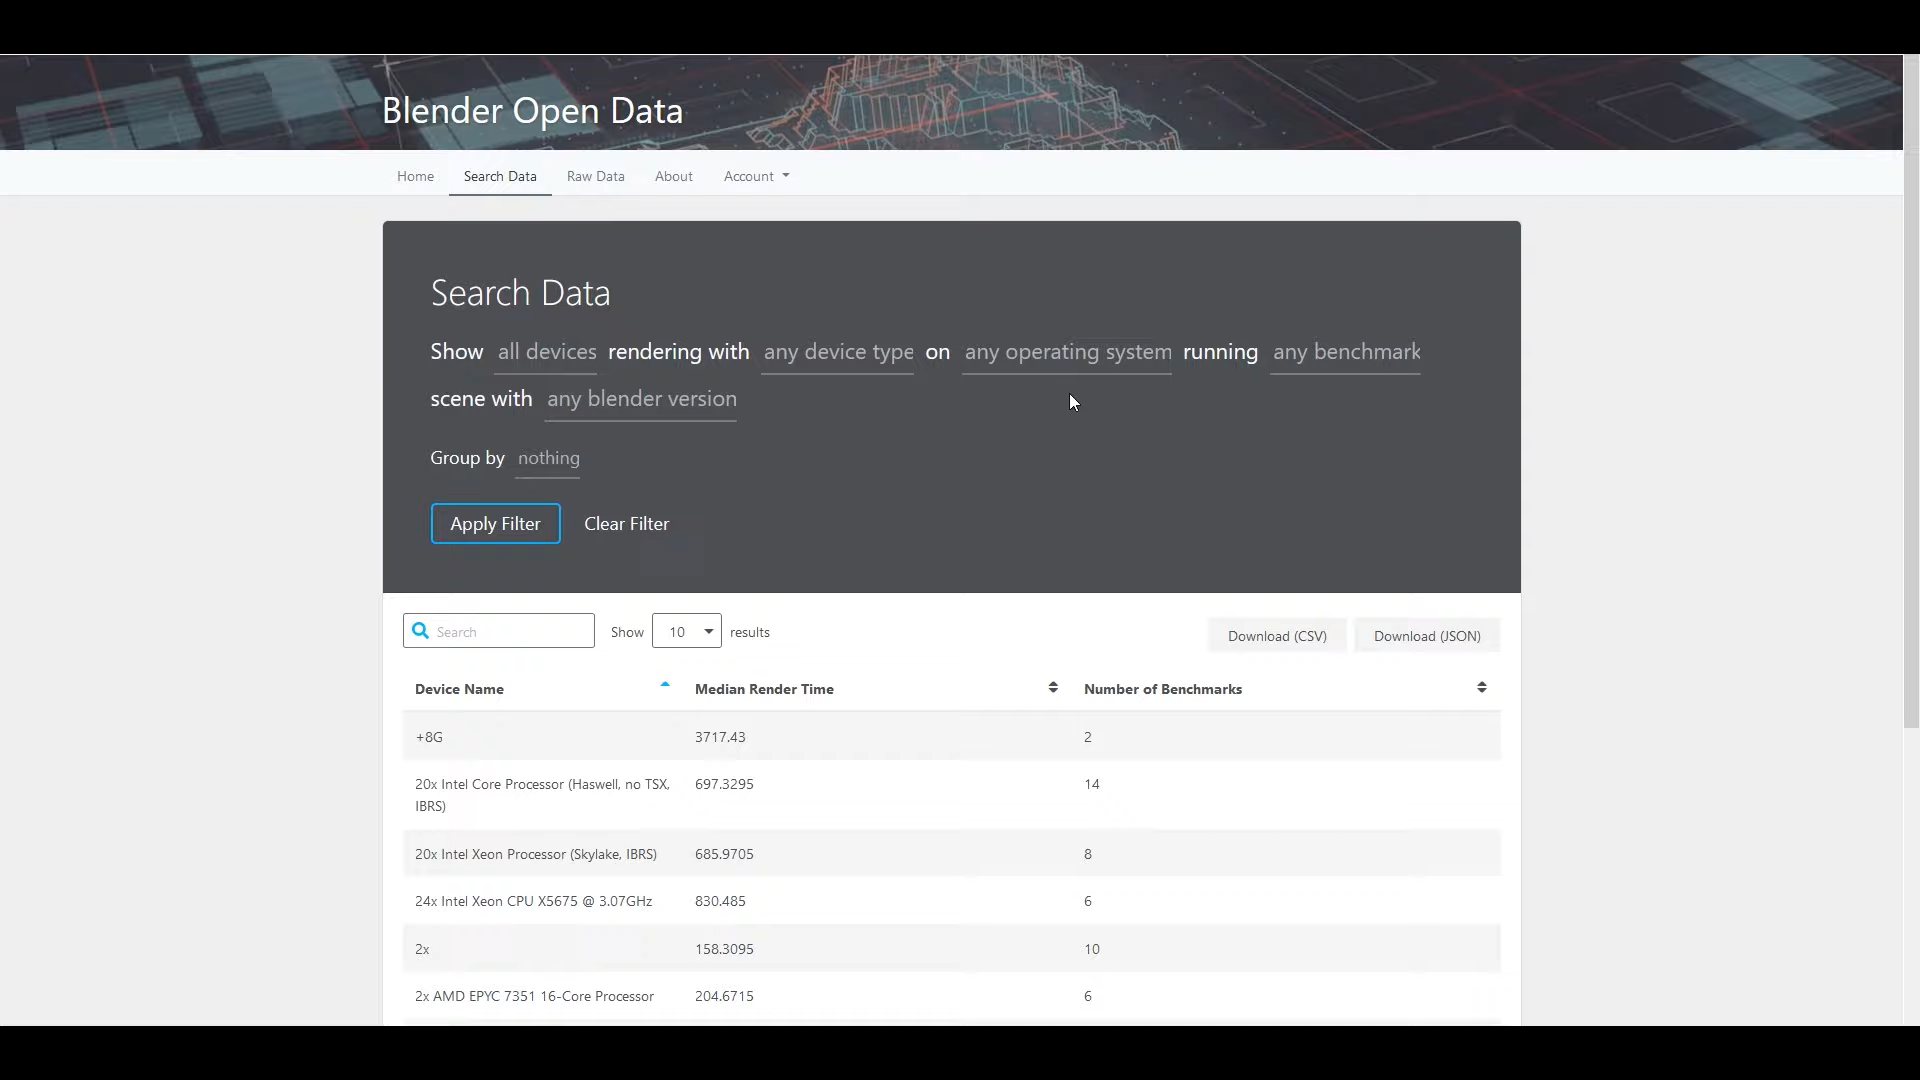 Blender Open Data
Home Search Data Raw Data About Account
Search Data
Show all devices rendering with any device type on any operating system running any benchmark
scene with any blender version
Group by nothing
Apply Filter Clear Filter
Search Show 10 results Download (CSV) Download (JSON)
Device Name Median Render Time Number of Benchmarks
+8G 3717.43 2
20x Intel Core Processor (Haswell, no TSX, 697.3295 14
IBRS)
20x Intel Xeon Processor (Skylake, IBRS) 685.9705 8
24x Intel Xeon CPU X5675 @ 3.07GHz 830.485 6
2x 158.3095 10
2x AMD EPYC 7351 16-Core Processor 204.6715 6